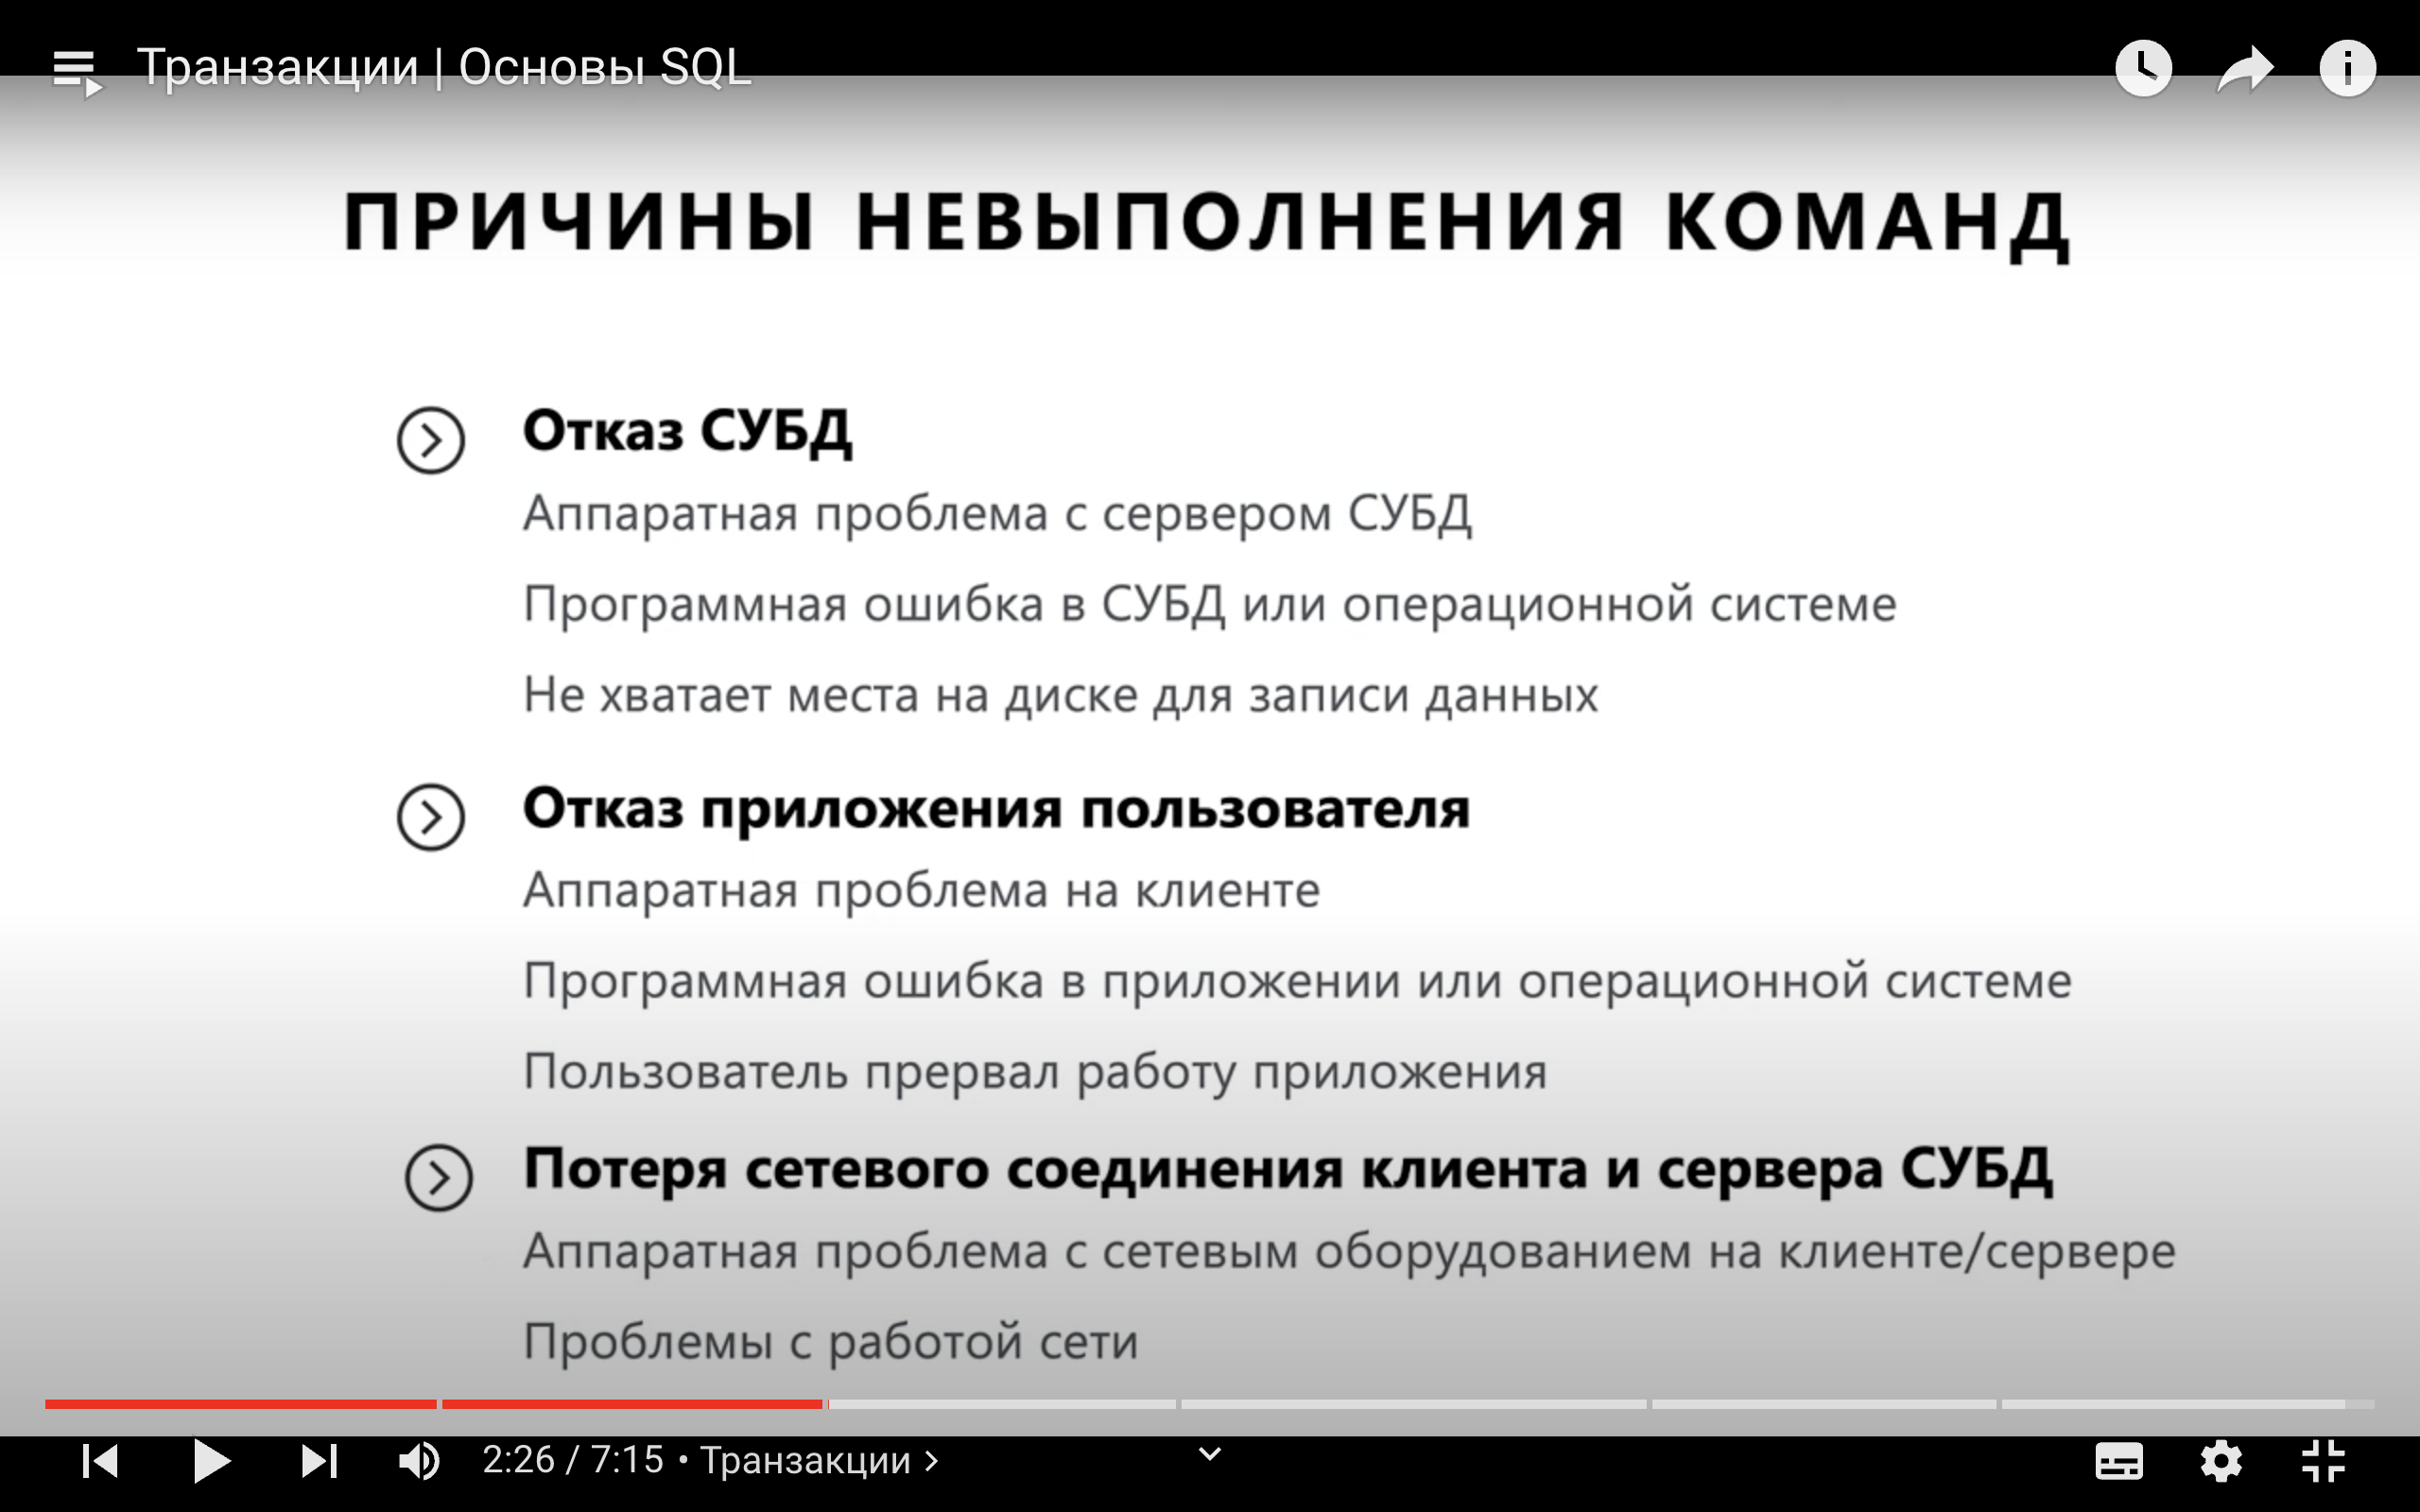 Транзакции | Основы SQL
ПРИЧИНЫ НЕВЫПОЛНЕНИЯ КОМАНД
Отказ СУБД
Аппаратная проблема с сервером СУБД
Программная ошибка в СУБД или операционной системе
Не хватает места на диске для записи данных
Отказ приложения пользователя
Аппаратная проблема на клиенте
Программная ошибка в приложении или операционной системе
Пользователь прервал работу приложения
Потеря сетевого соединения клиента и сервера СУБД
Аппаратная проблема с сетевым оборудованием на клиенте/сервере
Проблемы с работой сети
2:26 / 7:15 • Транзакции >